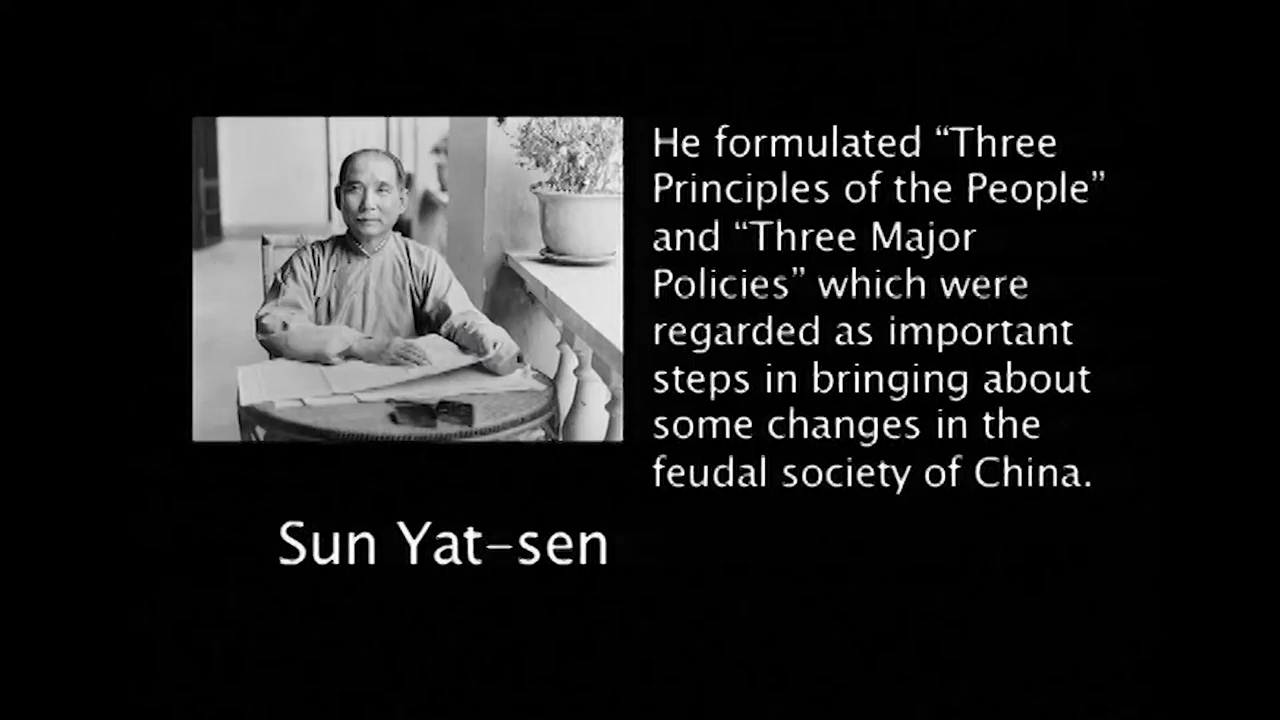 He formulated “Three
Principles of the People”
and “Three Major
Policies” which were
regarded as important
steps in bringing about
some changes in the
feudal society of China.
Sun Yat-sen